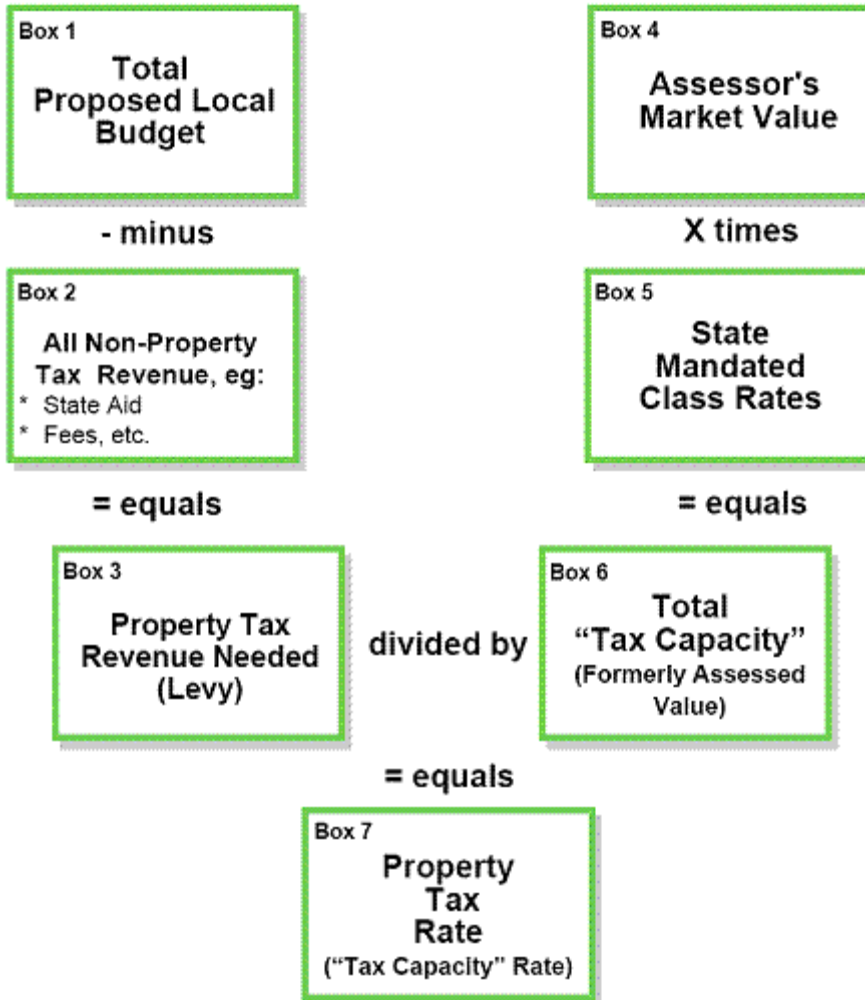 Box 1
Total
Proposed Local
Budget
- minus
Box 2
All Non-Property
Tax Revenue, eg:
* State Aid
* Fees, etc.
= equals
Box 3
Property Tax
Revenue Needed
(Levy)
divided by
Box 4
Assessor's
Market Value
X times
Box 5
State
Mandated
Class Rates
= equals
Box 6
Total
“Tax Capacity”
(Formerly Assessed
Value)
= equals
Box 7
Property
Tax
Rate
(“Tax Capacity” Rate)